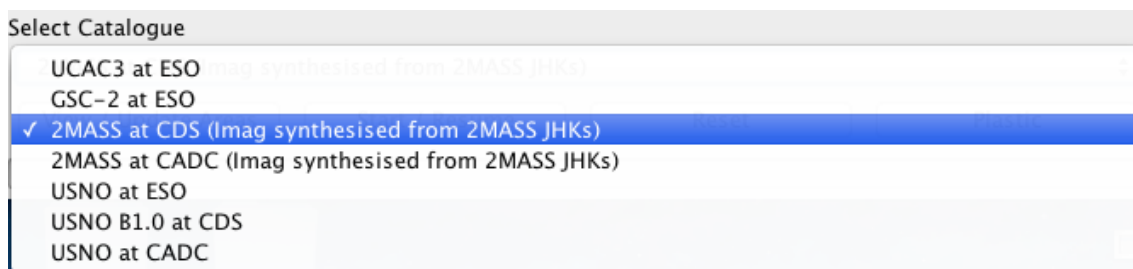 Select Catalogue
UCAC3 at ESO
GSC-2 at ESO
✓ 2MASS at CDS (Imag synthesised from 2MASS JHKs)
2MASS at CADC (Imag synthesised from 2MASS JHKs)
USNO at ESO
USNO B1.0 at CDS
USNO at CADC